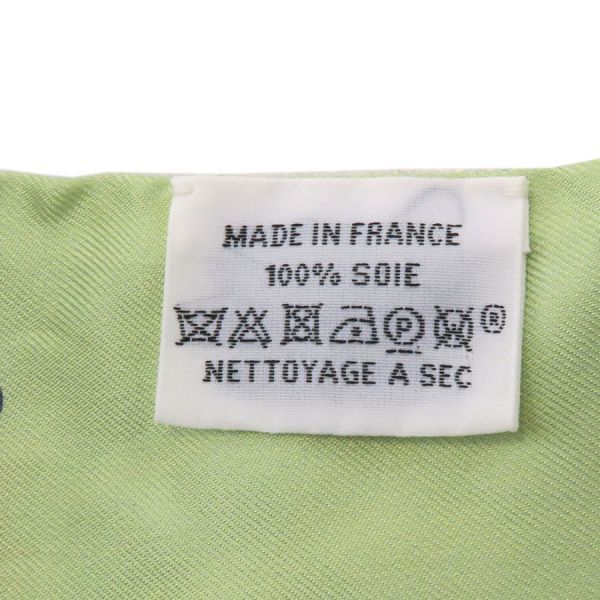 MADE IN FRANCE
100% SOIE
P W ®
NETTOYAGE A SEC